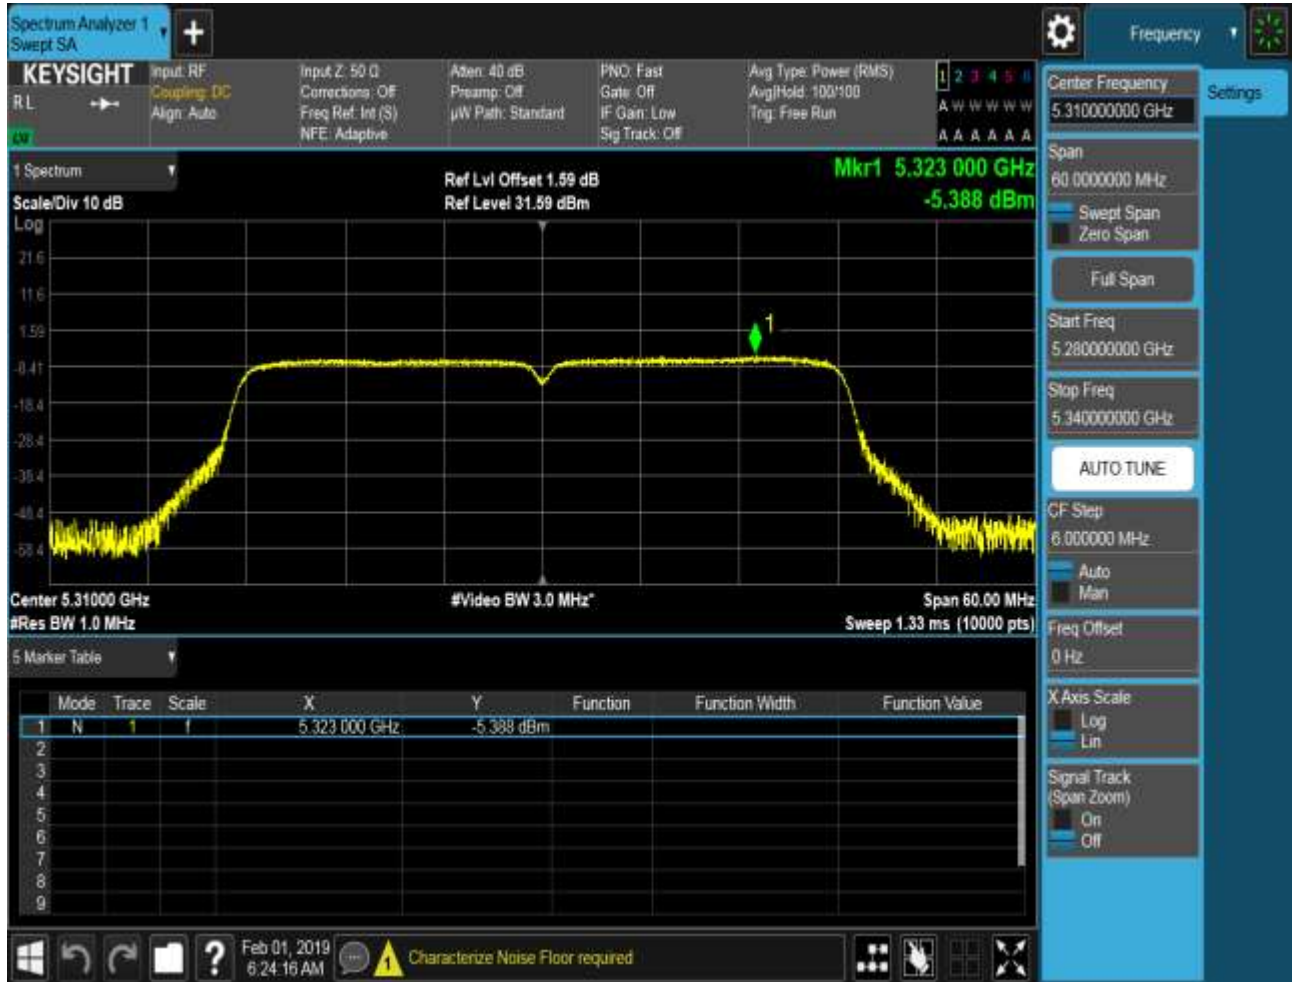 Spectrum Analyzer 1
Swept SA
+
Frequency
KEYSIGHT
RL
Input: RF
Coupling: DC
Align: Auto
Input Z: 50 Ω
Corrections: Off
Freq Ref: Int (S)
NFE: Adaptive
Atten: 40 dB
Preamp: Off
µW Path: Standard
PNO: Fast
Gate: Off
IF Gain: Low
Sig Track: Off
Avg Type: Power (RMS)
Avg|Hold: 100/100
Trig: Free Run
1 2 3 4 5 6
A W W W W W
A A A A A A
1 Spectrum
Scale/Div 10 dB
Ref Lvl Offset 1.59 dB
Ref Level 31.59 dBm
Mkr1 5.323 000 GHz
-5.388 dBm
Log
21.6
11.6
1.59
-8.41
-18.4
-28.4
-38.4
-48.4
-58.4
1
Center 5.31000 GHz
#Res BW 1.0 MHz
#Video BW 3.0 MHz*
Span 60.00 MHz
Sweep 1.33 ms (10000 pts)
5 Marker Table
Mode Trace Scale X Y Function Function Width Function Value
1 N 1 f 5.323 000 GHz -5.388 dBm
2
3
4
5
6
7
8
9
Feb 01, 2019
6:24:16 AM
1
Characterize Noise Floor required
Center Frequency
5.310000000 GHz
Settings
Span
60.0000000 MHz
Swept Span
Zero Span
Full Span
Start Freq
5.280000000 GHz
Stop Freq
5.340000000 GHz
AUTO TUNE
CF Step
6.000000 MHz
Auto
Man
Freq Offset
0 Hz
X Axis Scale
Log
Lin
Signal Track
(Span Zoom)
On
Off